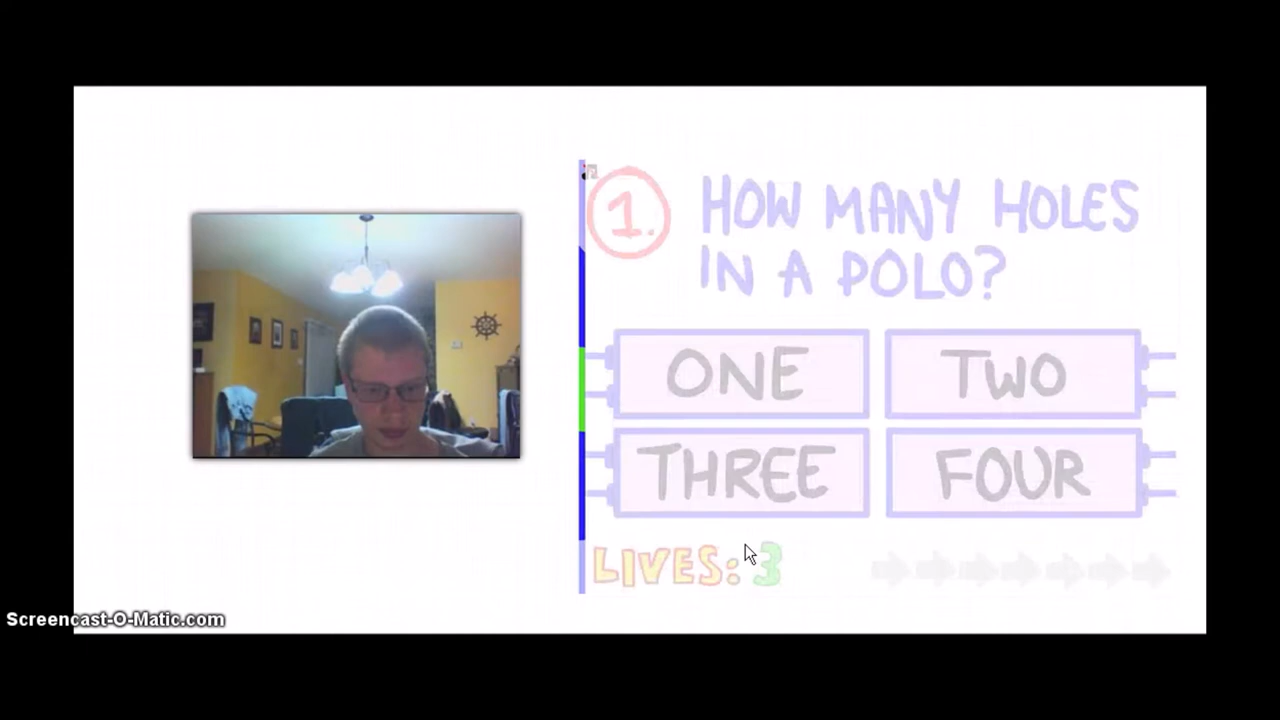 1.
HOW MANY HOLES
IN A POLO?
ONE
TWO
THREE
FOUR
LIVES: 3
Screencast-O-Matic.com